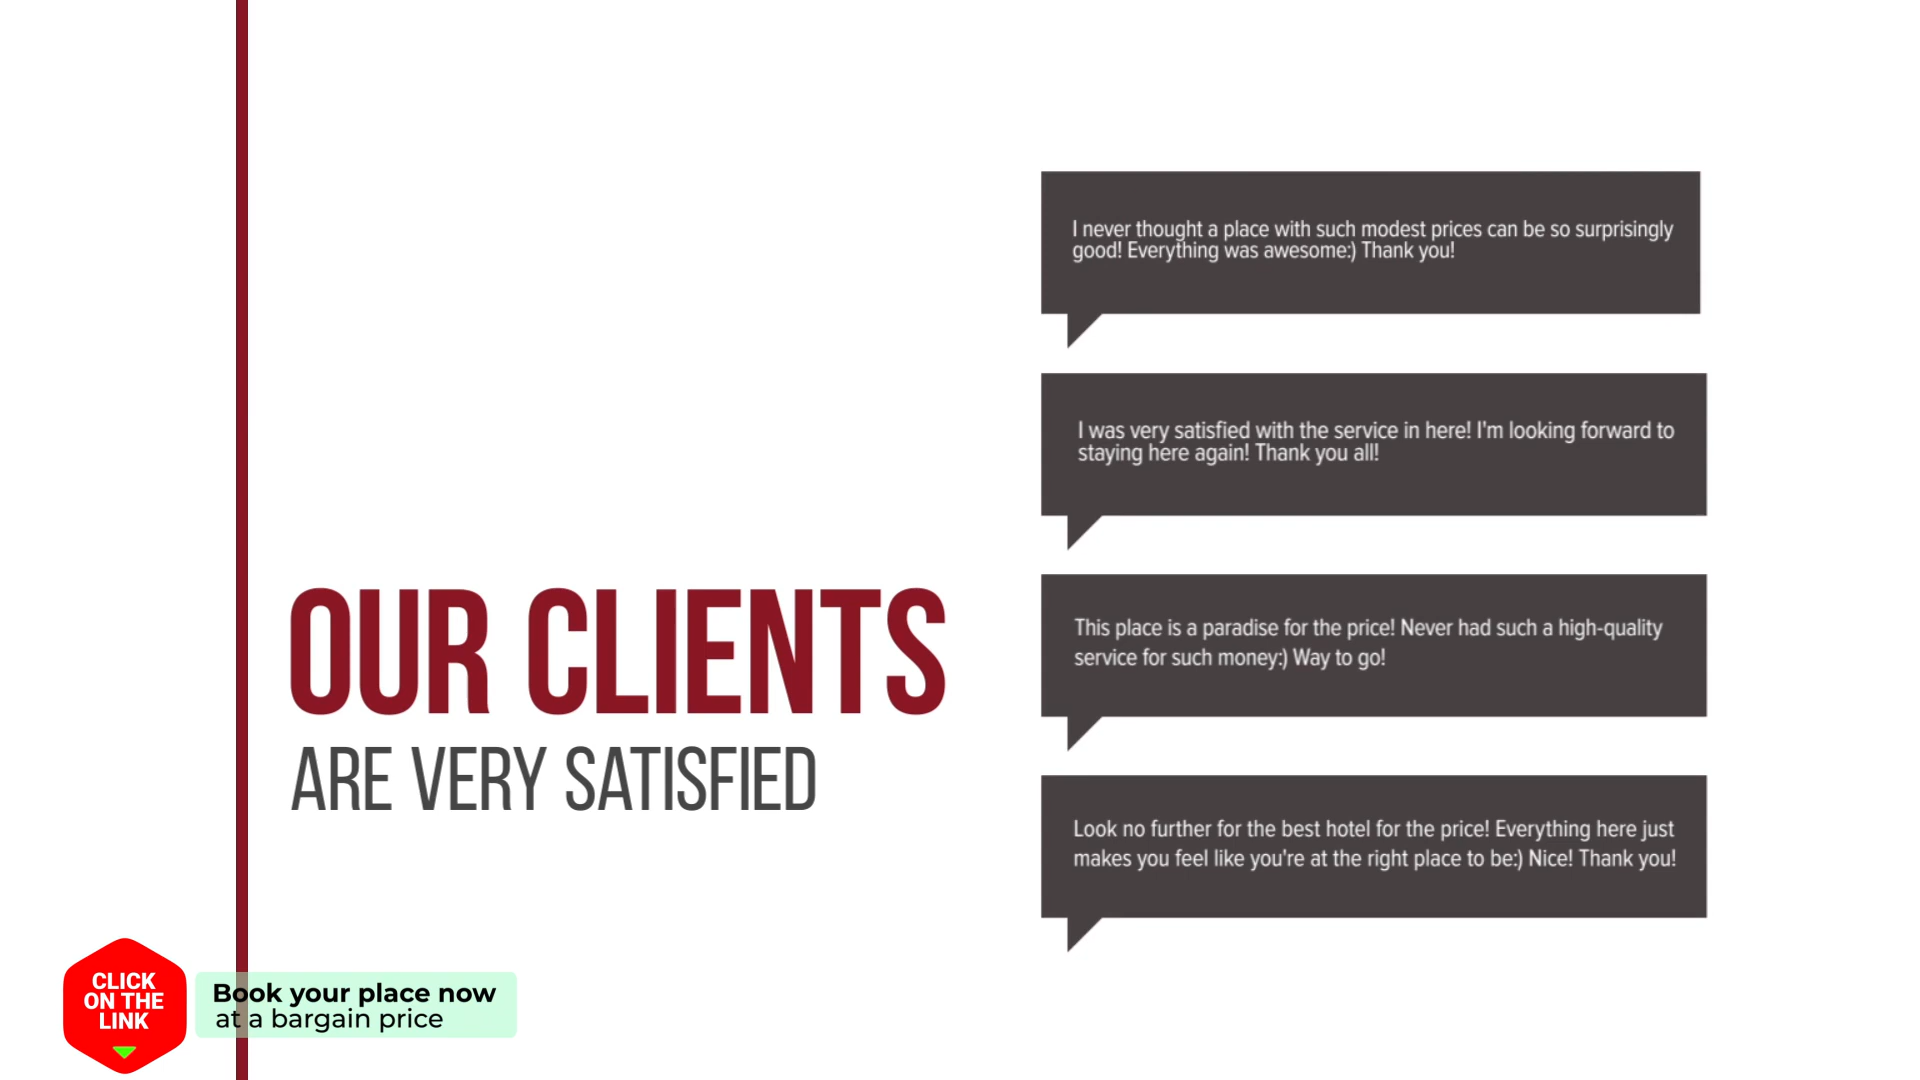 I never thought a place with such modest prices can be so surprisingly
good! Everything was awesome:) Thank you!
I was very satisfied with the service in here! I'm looking forward to
staying here again! Thank you all!
OUR CLIENTS
ARE VERY SATISFIED
This place is a paradise for the price! Never had such a high-quality
service for such money:) Way to go!
Look no further for the best hotel for the price! Everything here just
makes you feel like you're at the right place to be:) Nice! Thank you!
CLICK
ON THE
LINK
Book your place now
at a bargain price